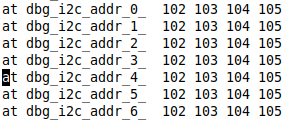 at dbg_i2c_addr_0_  102 103 104 105
at dbg_i2c_addr_1_  102 103 104 105
at dbg_i2c_addr_2_  102 103 104 105
at dbg_i2c_addr_3_  102 103 104 105
at dbg_i2c_addr_4_  102 103 104 105
at dbg_i2c_addr_5_  102 103 104 105
at dbg_i2c_addr_6_  102 103 104 105